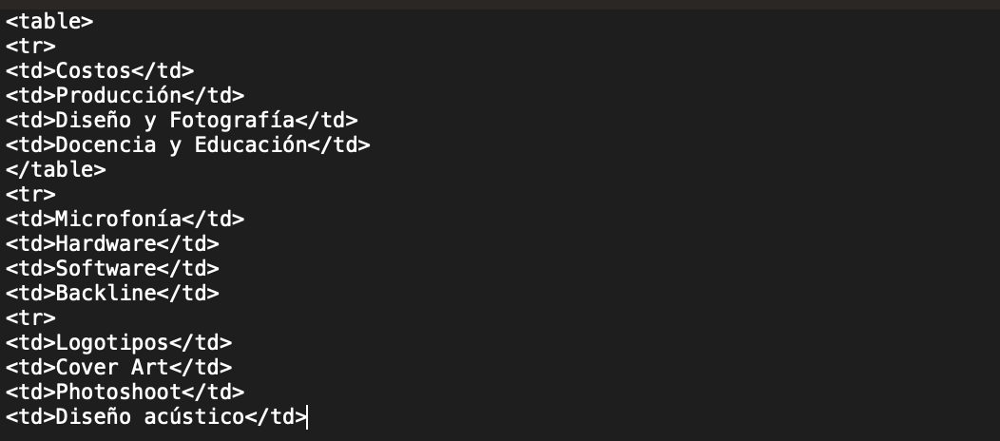 <table>
<tr>
<td>Costos</td>
<td>Producción</td>
<td>Diseño y Fotografía</td>
<td>Docencia y Educación</td>
</table>
<tr>
<td>Microfonía</td>
<td>Hardware</td>
<td>Software</td>
<td>Backline</td>
<tr>
<td>Logotipos</td>
<td>Cover Art</td>
<td>Photoshoot</td>
<td>Diseño acústico</td>